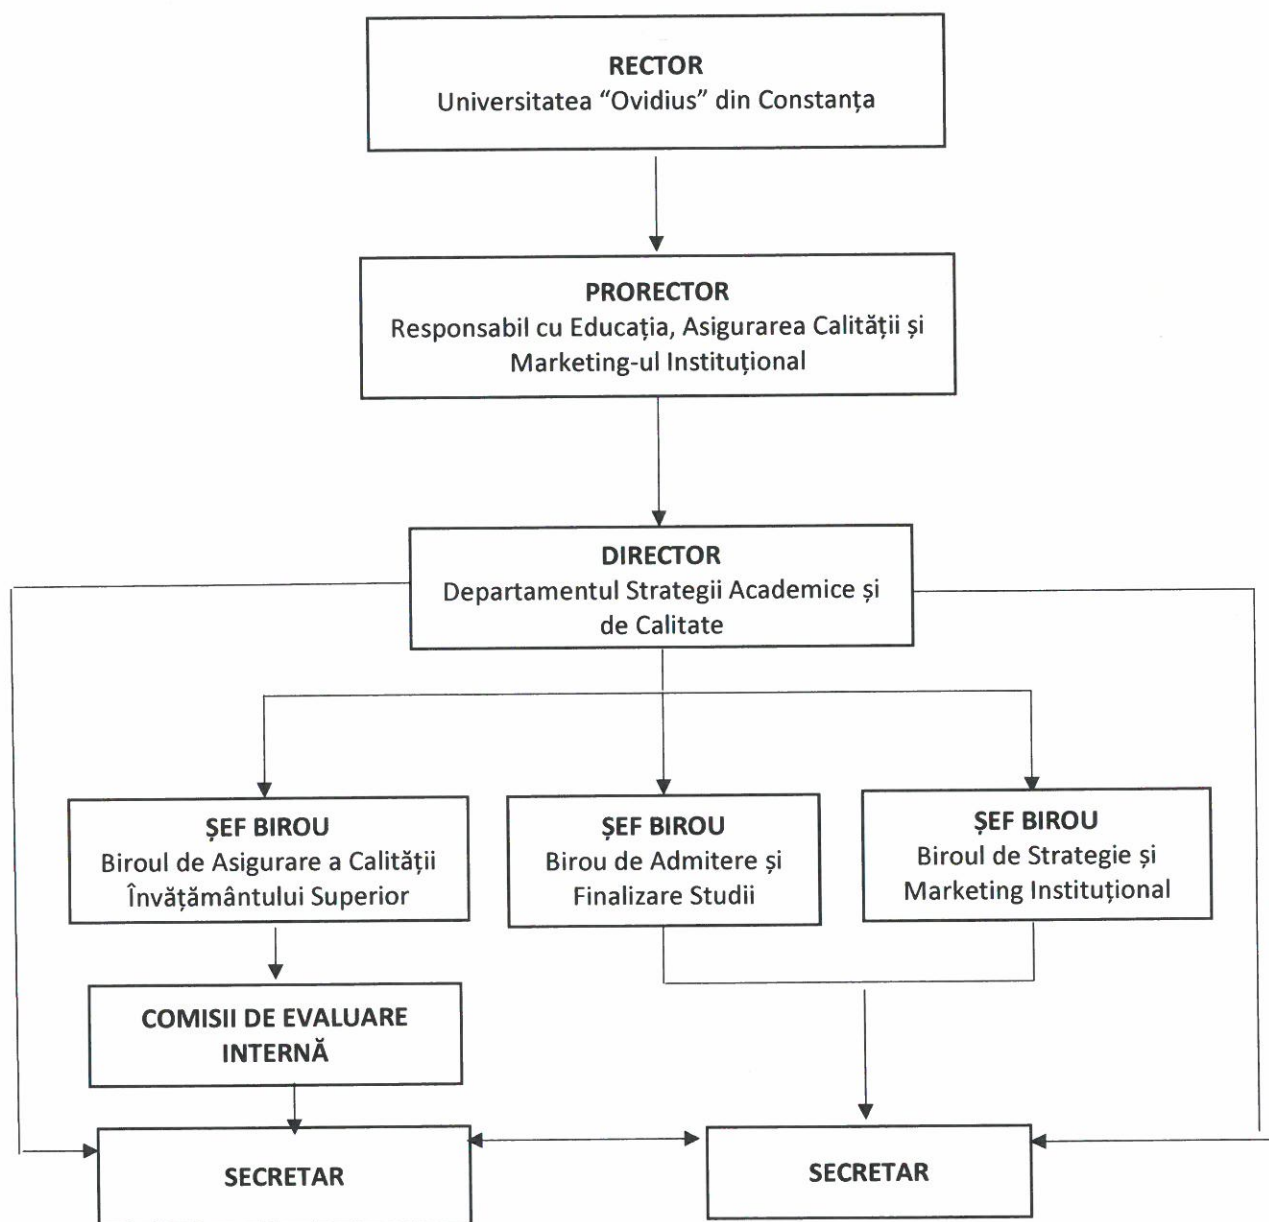 RECTOR
Universitatea “Ovidius” din Constanța
PRORECTOR
Responsabil cu Educația, Asigurarea Calității și
Marketing-ul Instituțional
DIRECTOR
Departamentul Strategii Academice și
de Calitate
ȘEF BIROU
Biroul de Asigurare a Calității
Învățământului Superior
ȘEF BIROU
Birou de Admitere și
Finalizare Studii
ȘEF BIROU
Biroul de Strategie și
Marketing Instituțional
COMISII DE EVALUARE
INTERNĂ
SECRETAR
SECRETAR